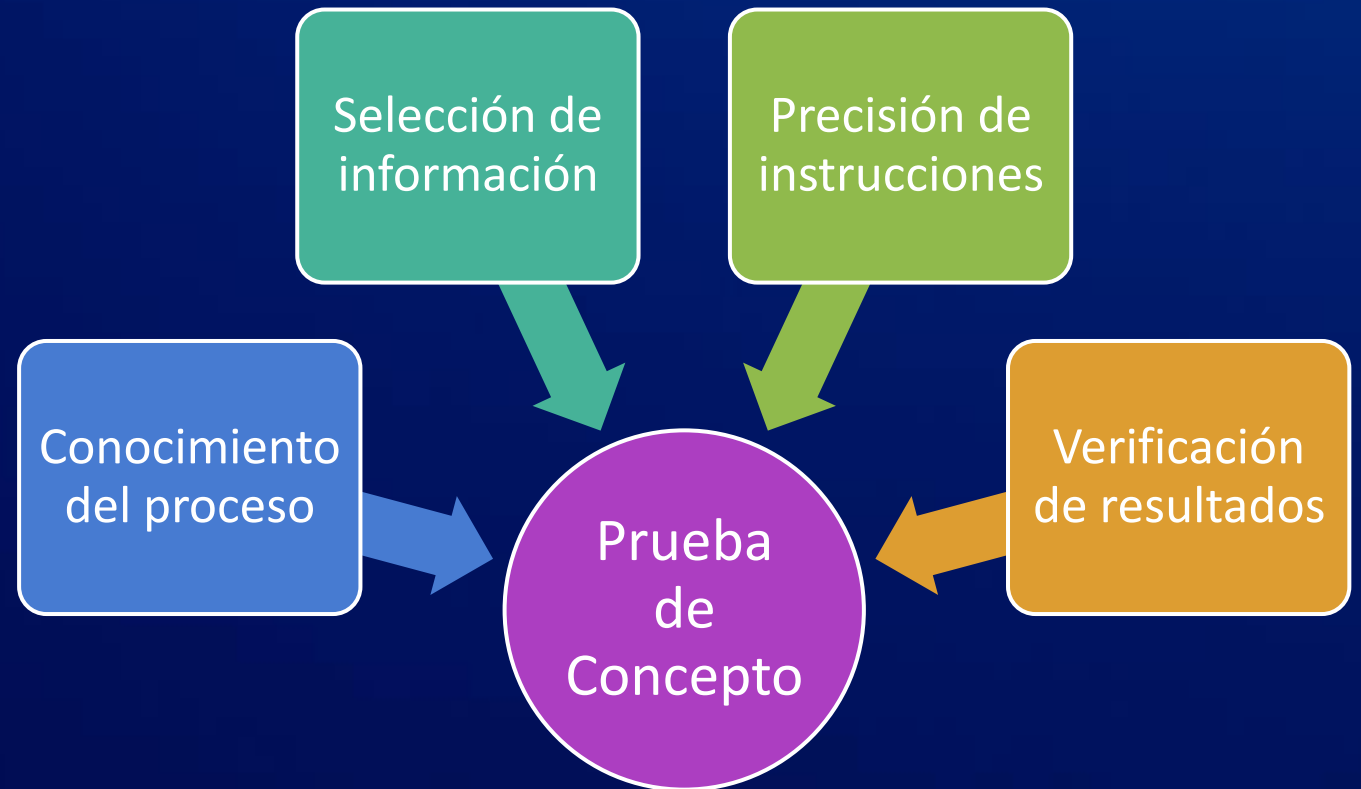 Selección de
información
Precisión de
instrucciones
Conocimiento
del proceso
Verificación
de resultados
Prueba
de
Concepto